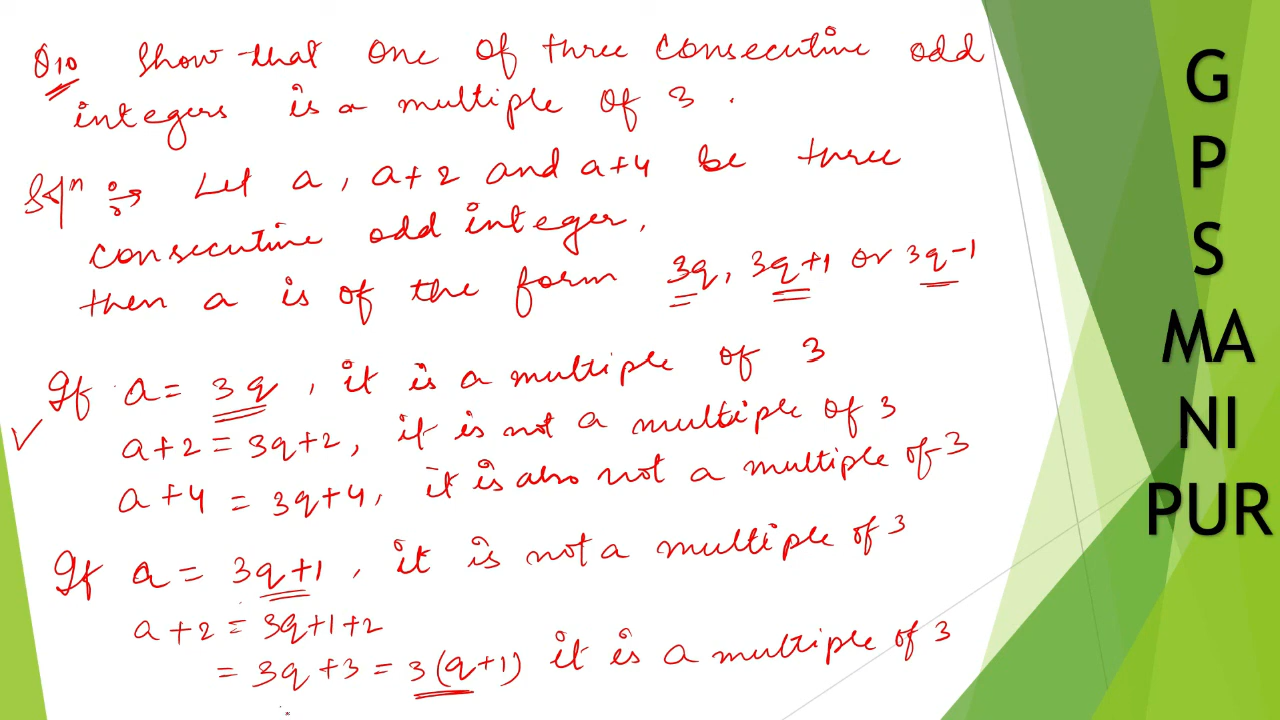 Q10 Show that one of three consecutive odd
integers is a multiple of 3.
Solⁿ :→ Let a, a+2 and a+4 be three
consecutive odd integer,
then a is of the form 3q, 3q+1 or 3q-1
If a = 3q, it is a multiple of 3
a+2 = 3q+2, it is not a multiple of 3
a+4 = 3q+4, it is also not a multiple of 3
If a = 3q+1, it is not a multiple of 3
a+2 = 3q+1+2
= 3q+3 = 3(q+1) it is a multiple of 3
G
P
S
MA
NI
PUR